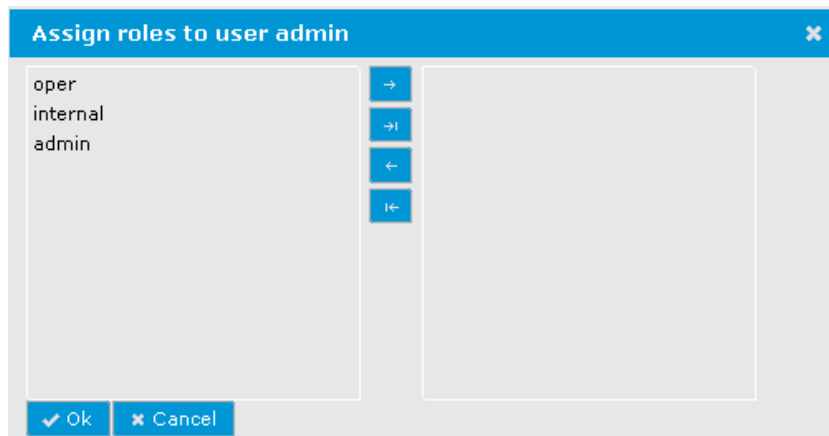 Assign roles to user admin
oper
internal
admin
Ok
Cancel